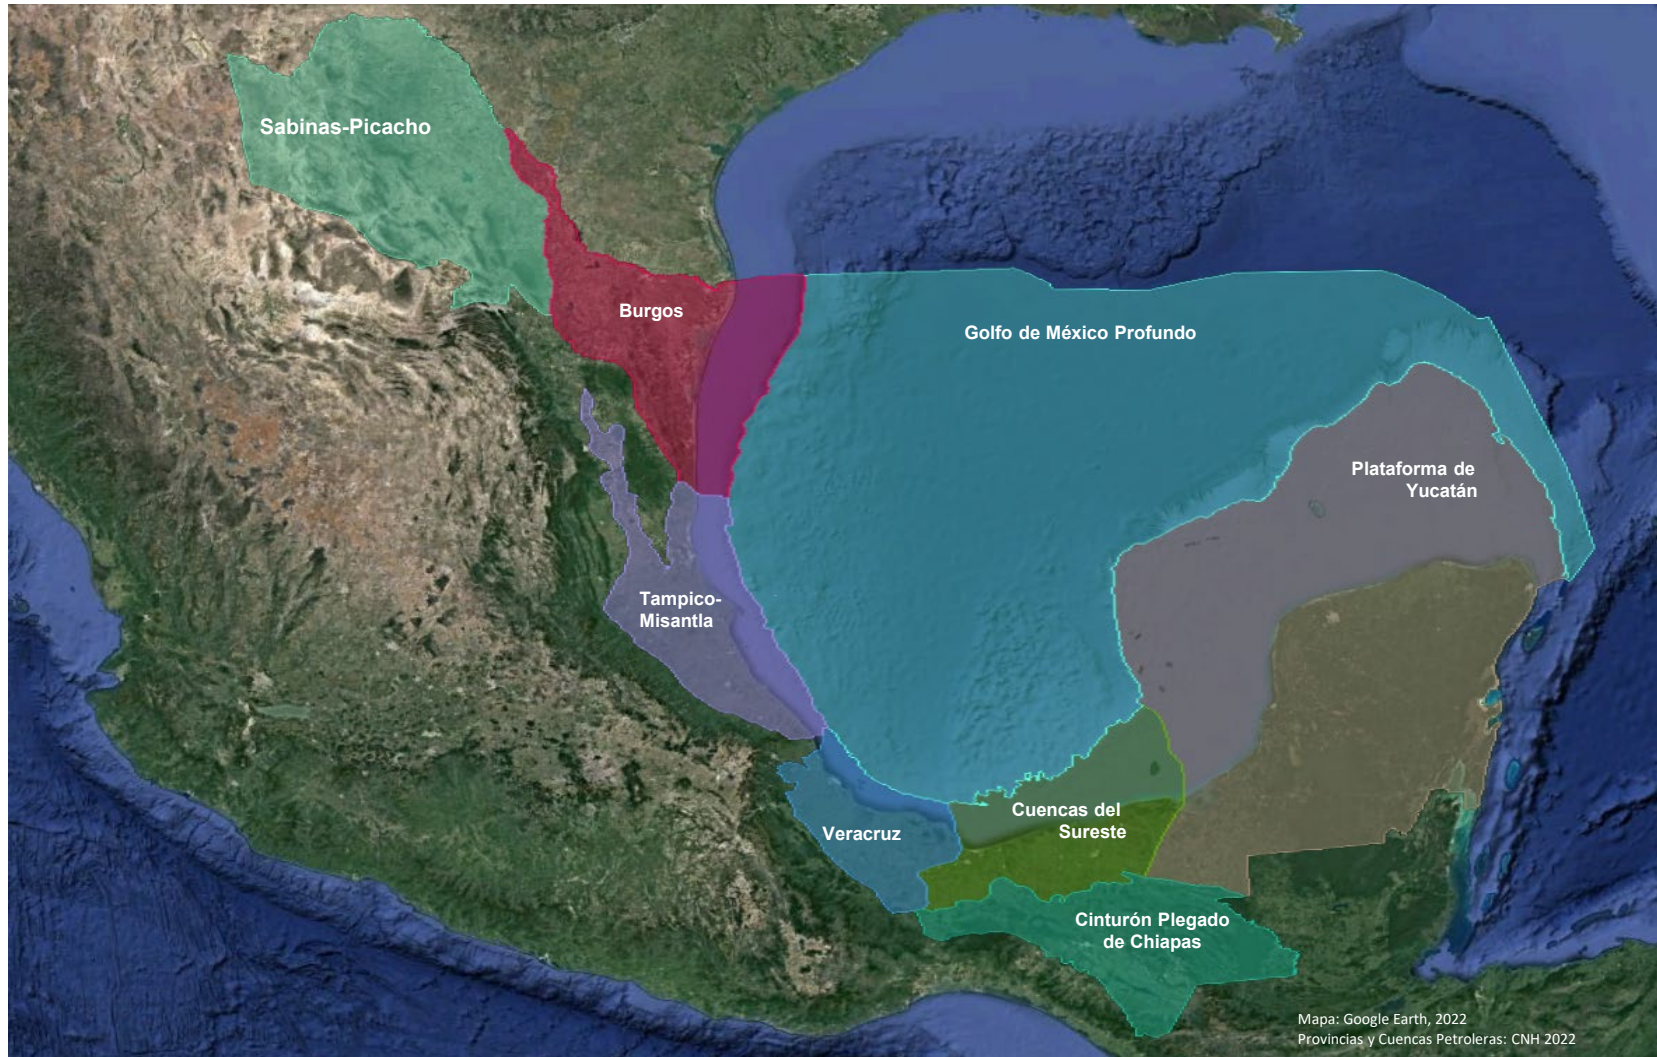 Sabinas-Picacho
Burgos
Golfo de México Profundo
Plataforma de
Yucatán
Tampico-
Misantla
Cuencas del
Sureste
Veracruz
Cinturón Plegado
de Chiapas
Mapa: Google Earth, 2022
Provincias y Cuencas Petroleras: CNH 2022